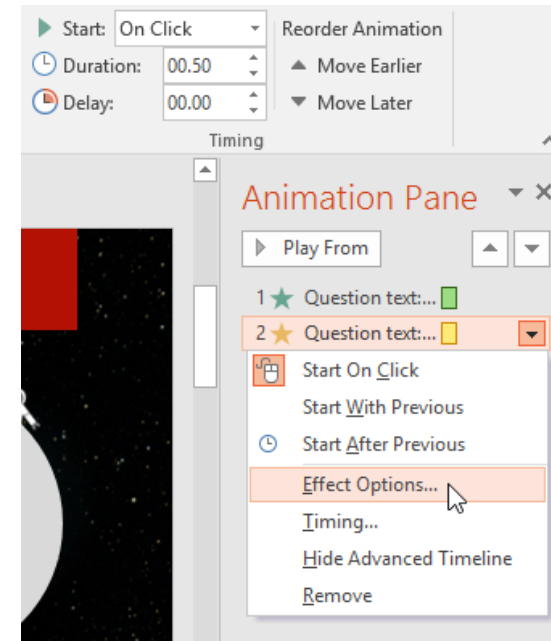 Start: On Click Reorder Animation
Duration: 00.50 Move Earlier
Delay: 00.00 Move Later
Timing
Animation Pane
Play From
1 Question text:...
2 Question text:...
Start On Click
Start With Previous
Start After Previous
Effect Options...
Timing...
Hide Advanced Timeline
Remove